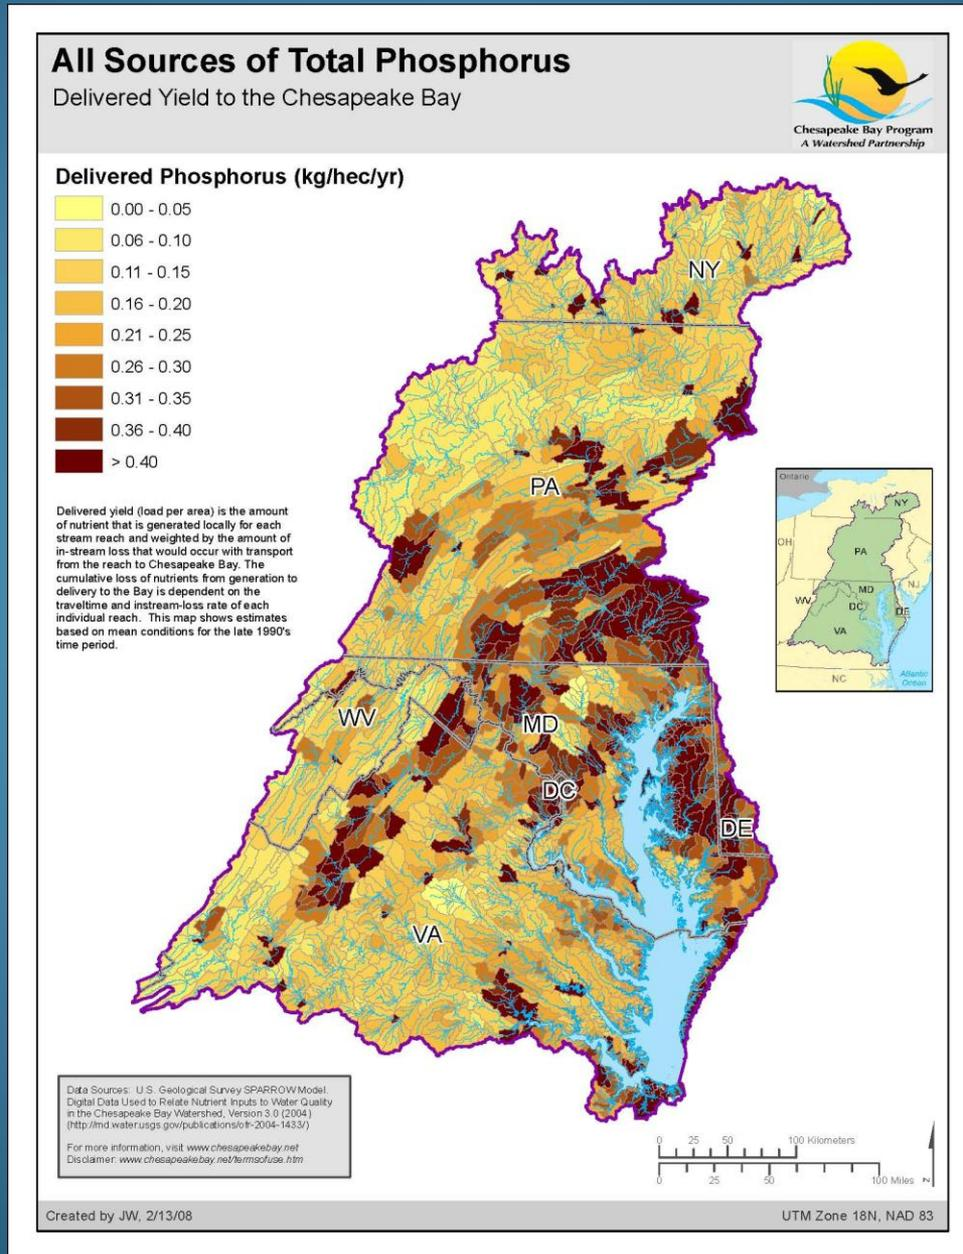 All Sources of Total Phosphorus
Delivered Yield to the Chesapeake Bay
Chesapeake Bay Program
A Watershed Partnership
Delivered Phosphorus (kg/hec/yr)
0.00 - 0.05
0.06 - 0.10
0.11 - 0.15
0.16 - 0.20
0.21 - 0.25
0.26 - 0.30
0.31 - 0.35
0.36 - 0.40
> 0.40
Delivered yield (load per area) is the amount
of nutrient that is generated locally for each
stream reach and weighted by the amount of
in-stream loss that would occur with transport
from the reach to Chesapeake Bay. The
cumulative loss of nutrients from generation to
delivery to the Bay is dependent on the
traveltime and instream-loss rate of each
individual reach. This map shows estimates
based on mean conditions for the late 1990's
time period.
NY
PA
WV
MD
DC
DE
VA
Ontario
NY
OH
PA
NJ
MD
WV
DC
DE
VA
NC
Atlantic
Ocean
Data Sources: U.S. Geological Survey SPARROW Model.
Digital Data Used to Relate Nutrient Inputs to Water Quality
in the Chesapeake Bay Watershed, Version 3.0 (2004)
(http://md.water.usgs.gov/publications/ofr-2004-1433/)
For more information, visit www.chesapeakebay.net
Disclaimer: www.chesapeakebay.net/termsofuse.htm
0 25 50 100 Kilometers
0 25 50 100 Miles
N
Created by JW, 2/13/08
UTM Zone 18N, NAD 83